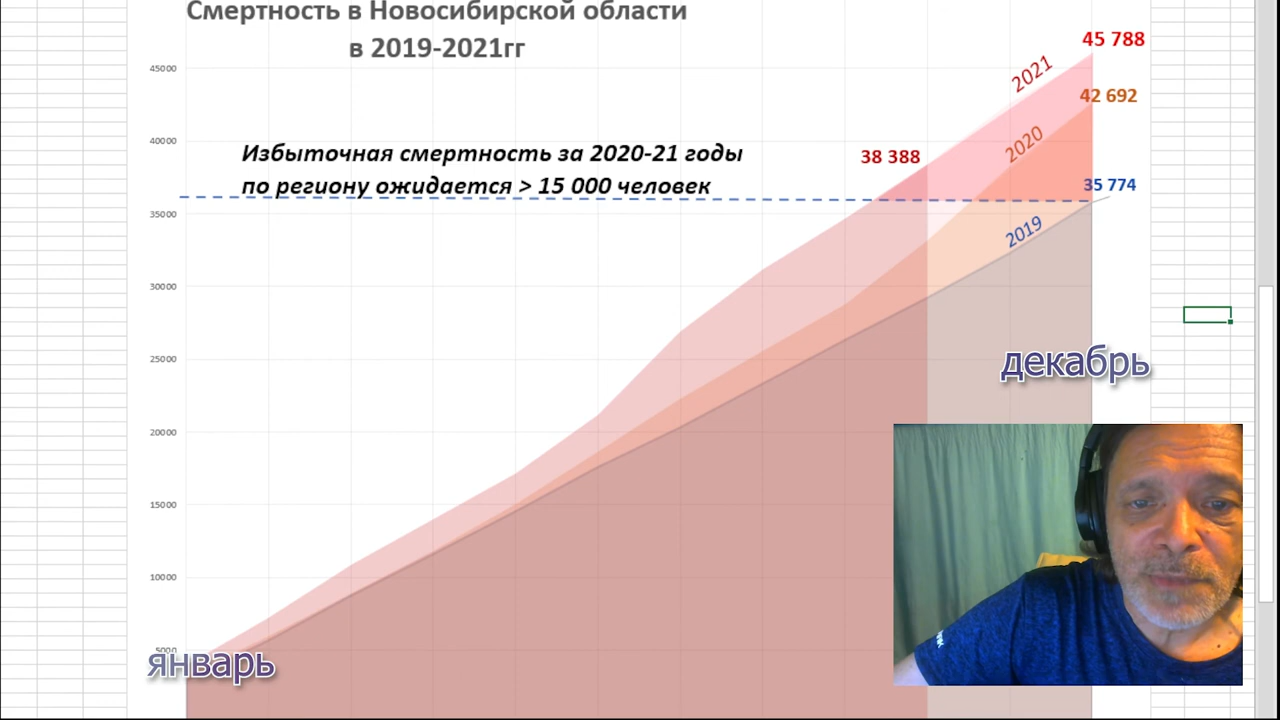 Смертность в Новосибирской области
в 2019-2021гг
45 788
45000
2021
42 692
40000
2020
Избыточная смертность за 2020-21 годы
38 388
по региону ожидается > 15 000 человек
35 774
35000
2019
30000
25000
декабрь
20000
15000
10000
5000
январь